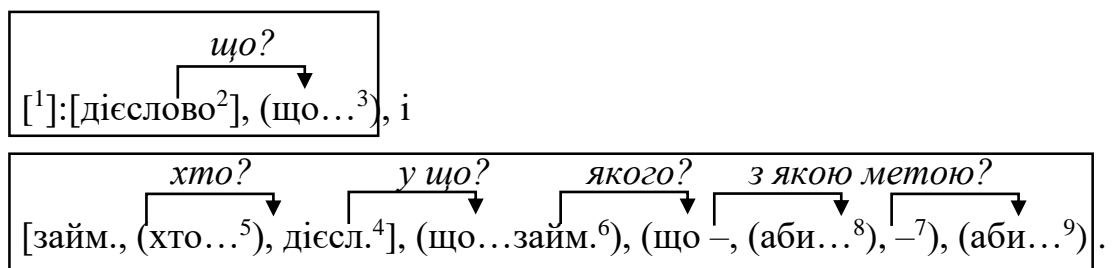 що?
[¹]:[дієслово²], (що…³), і
хто? у що? якого? з якою метою?
[займ., (хто…⁵), дієсл.⁴], (що…займ.⁶), (що –, (аби…⁸), –⁷), (аби…⁹) .